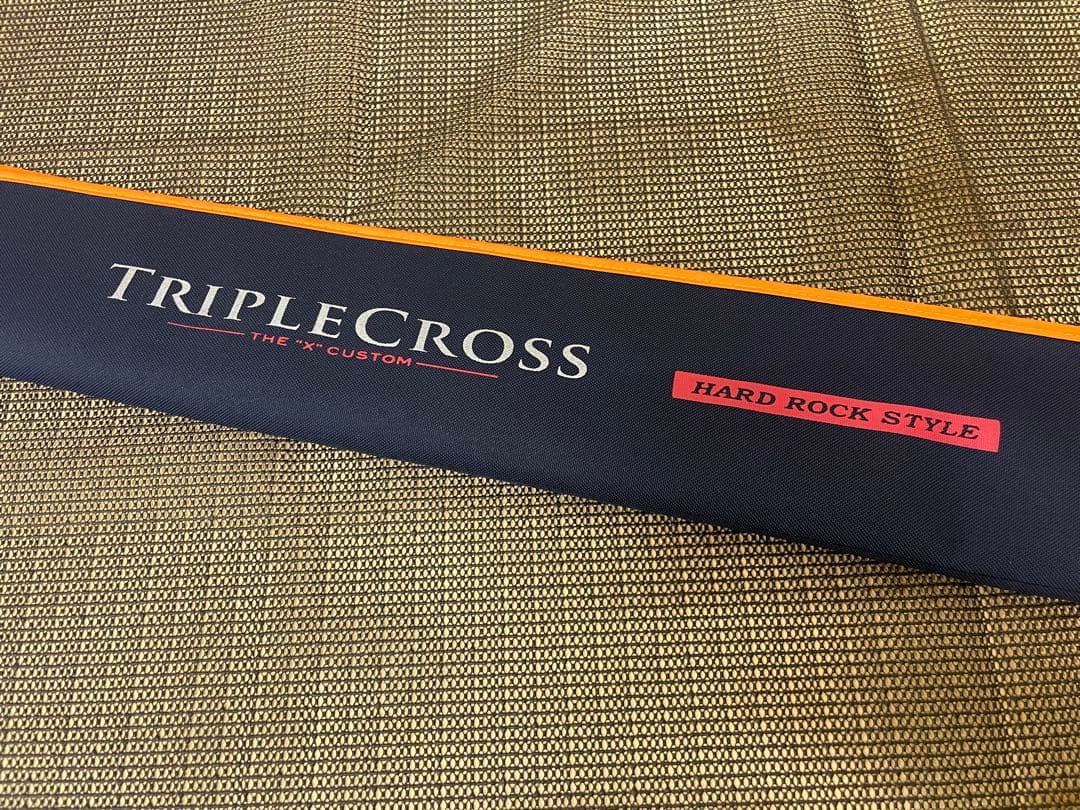 TRIPLECROSS
THE "X" CUSTOM
HARD ROCK STYLE